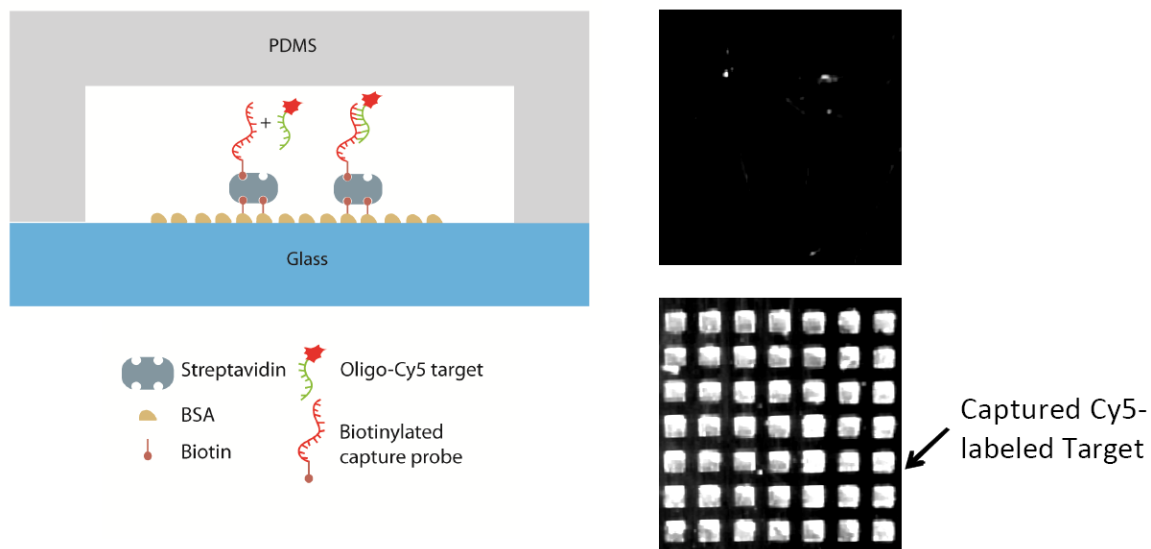 PDMS
+
Glass
Streptavidin
Oligo-Cy5 target
BSA
Biotin
Biotinylated
capture probe
Captured Cy5-
labeled Target